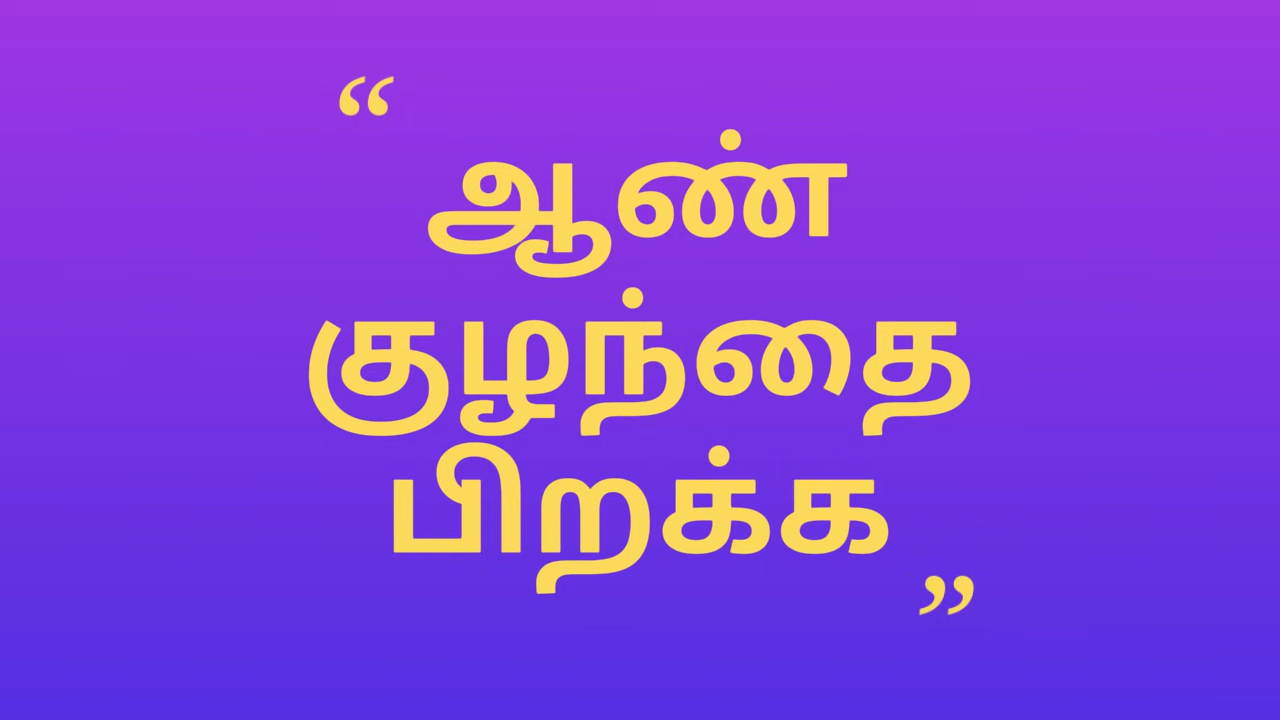 “
ஆண்
குழந்தை
பிறக்க
”